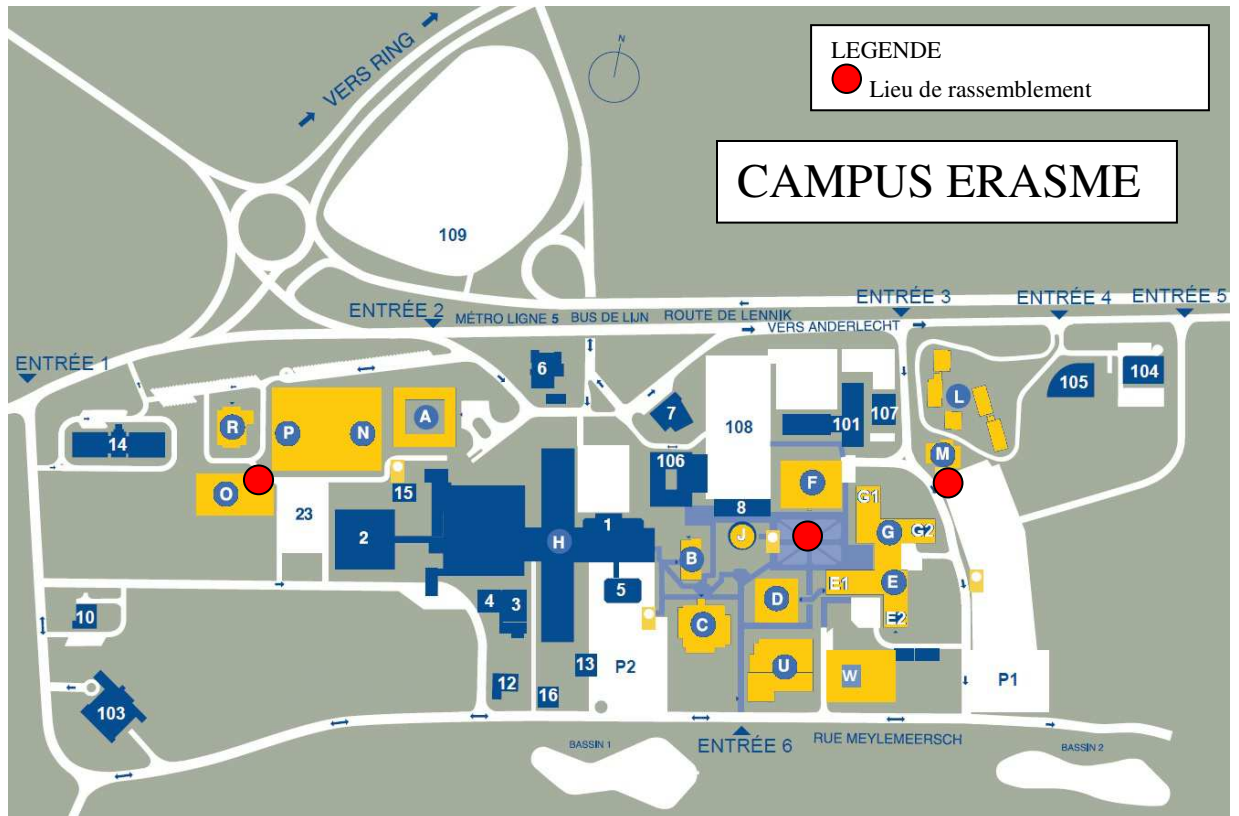 VERS RING
N
LEGENDE
Lieu de rassemblement
CAMPUS ERASME
109
ENTRÉE 1
ENTRÉE 2
MÉTRO LIGNE 5 BUS DE LIJN ROUTE DE LENNIK
VERS ANDERLECHT
ENTRÉE 3
ENTRÉE 4
ENTRÉE 5
6
7
108
101
107
L
105
104
14
R
P
N
A
O
23
15
2
H
1
5
106
8
F
M
G1
G
G2
J
B
E1
E
E2
D
C
U
W
10
103
4
3
12
16
13
P2
P1
ENTRÉE 6
RUE MEYLEMEERSCH
BASSIN 1
BASSIN 2